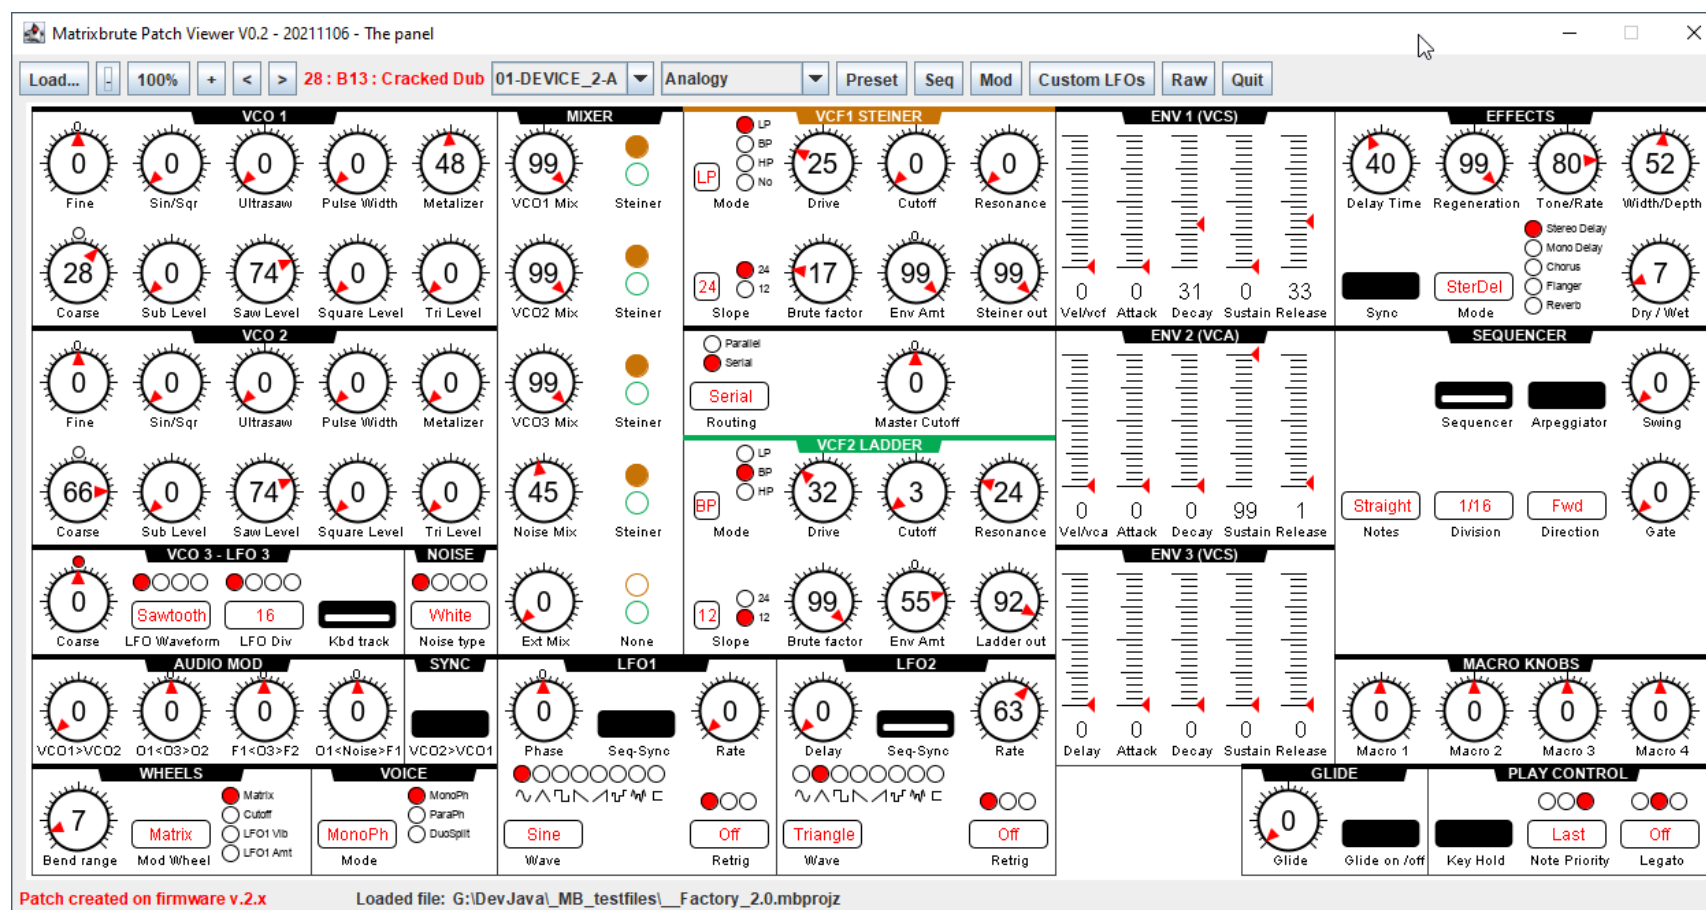 Matrixbrute Patch Viewer V0.2 - 20211106 - The panel
Load... - 100% + < > 28 : B13 : Cracked Dub 01-DEVICE_2-A Analogy Preset Seq Mod Custom LFOs Raw Quit
VCO 1
0
0 0 0 0 48
Fine Sin/Sqr Ultrasaw Pulse Width Metalizer
28 0 74 0 0
Coarse Sub Level Saw Level Square Level Tri Level
VCO 2
0
0 0 0 0 0
Fine Sin/Sqr Ultrasaw Pulse Width Metalizer
66 0 74 0 0
Coarse Sub Level Saw Level Square Level Tri Level
VCO 3 - LFO 3
0 Sawtooth 16
Coarse LFO Waveform LFO Div Kbd track
NOISE
White
Noise type
MIXER
99
VCO1 Mix Steiner
99
VCO2 Mix Steiner
99
VCO3 Mix Steiner
45
Noise Mix Steiner
0
Ext Mix None
VCF1 STEINER
LP
BP
HP
No
LP 25 0 0
Mode Drive Cutoff Resonance
0
24
12
24 17 99 99
Slope Brute factor Env Amt Steiner out
Parallel
Serial
0
Serial 0
Routing Master Cutoff
VCF2 LADDER
LP
BP
HP
BP 32 3 24
Mode Drive Cutoff Resonance
0
24
12
12 99 55 92
Slope Brute factor Env Amt Ladder out
ENV 1 (VCS)
0 0 31 0 33
Vel/vcf Attack Decay Sustain Release
ENV 2 (VCA)
0 0 0 99 1
Vel/vca Attack Decay Sustain Release
ENV 3 (VCS)
0 0 0 0 0
Delay Attack Decay Sustain Release
EFFECTS
40 99 80 52
Delay Time Regeneration Tone/Rate Width/Depth
Stereo Delay
Mono Delay
Chorus
Flanger
Reverb
SterDel 7
Sync Mode Dry / Wet
SEQUENCER
0
Sequencer Arpeggiator Swing
Straight 1/16 Fwd 0
Notes Division Direction Gate
AUDIO MOD
0 0 0
0 0 0 0
VCO1>VCO2 O1<O3>O2 F1<O3>F2 O1<Noise>F1
SYNC
VCO2>VCO1
LFO1
0
0 0
Phase Seq-Sync Rate
Sine Off
Wave Retrig
LFO2
0 63
Delay Seq-Sync Rate
Triangle Off
Wave Retrig
MACRO KNOBS
0 0 0 0
Macro 1 Macro 2 Macro 3 Macro 4
WHEELS
Matrix
Cutoff
LFO1 Vib
LFO1 Amt
7 Matrix
Bend range Mod Wheel
VOICE
MonoPh
ParaPh
DuoSplit
MonoPh
Mode
GLIDE
0
Glide Glide on /off
PLAY CONTROL
Last Off
Key Hold Note Priority Legato
Patch created on firmware v.2.x Loaded file: G:\DevJava\_MB_testfiles\__Factory_2.0.mbprojz